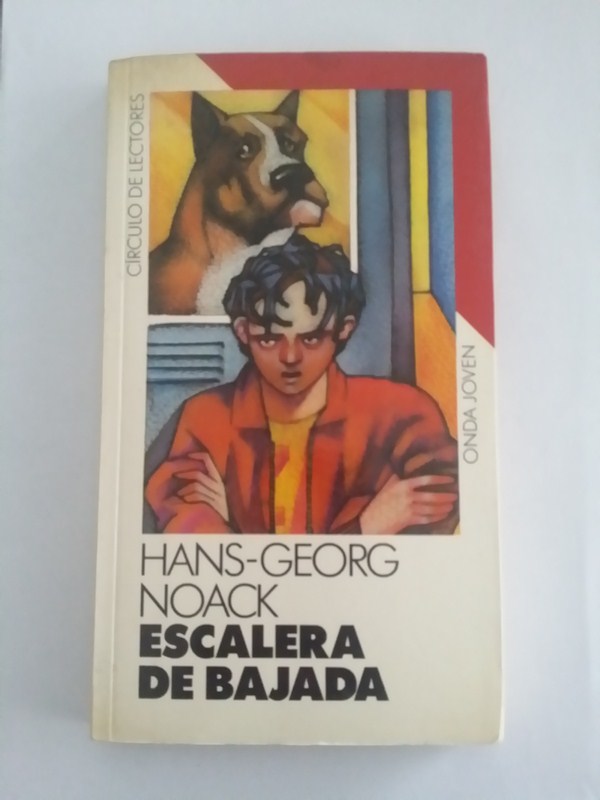 CÍRCULO DE LECTORES
ONDA JOVEN
HANS-GEORG
NOACK
ESCALERA
DE BAJADA